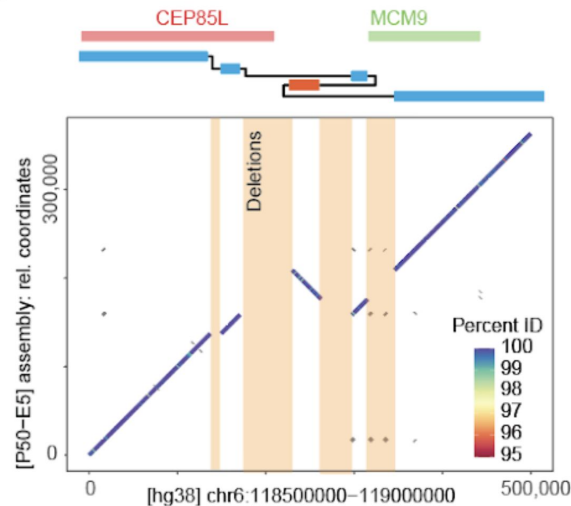 CEP85L MCM9
Deletions
300,000
[P50-E5] assembly: rel. coordinates
Percent ID
100
99
98
97
96
95
0
0 500,000
[hg38] chr6:118500000-119000000